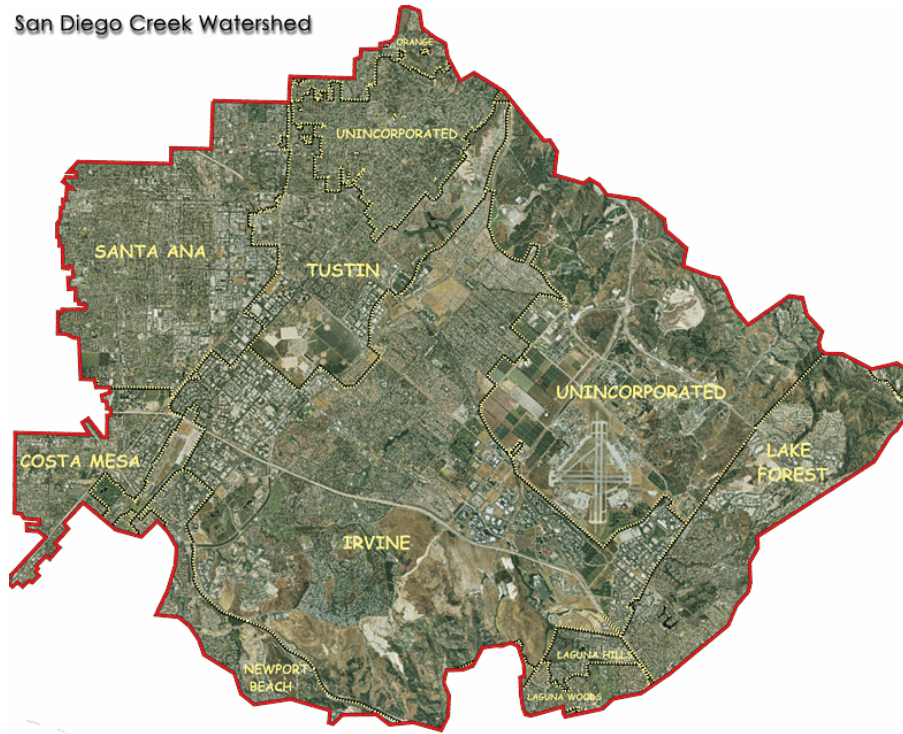 San Diego Creek Watershed
ORANGE
UNINCORPORATED
SANTA ANA
TUSTIN
UNINCORPORATED
COSTA MESA
LAKE
FOREST
IRVINE
LAGUNA HILLS
NEWPORT
BEACH
LAGUNA WOODS